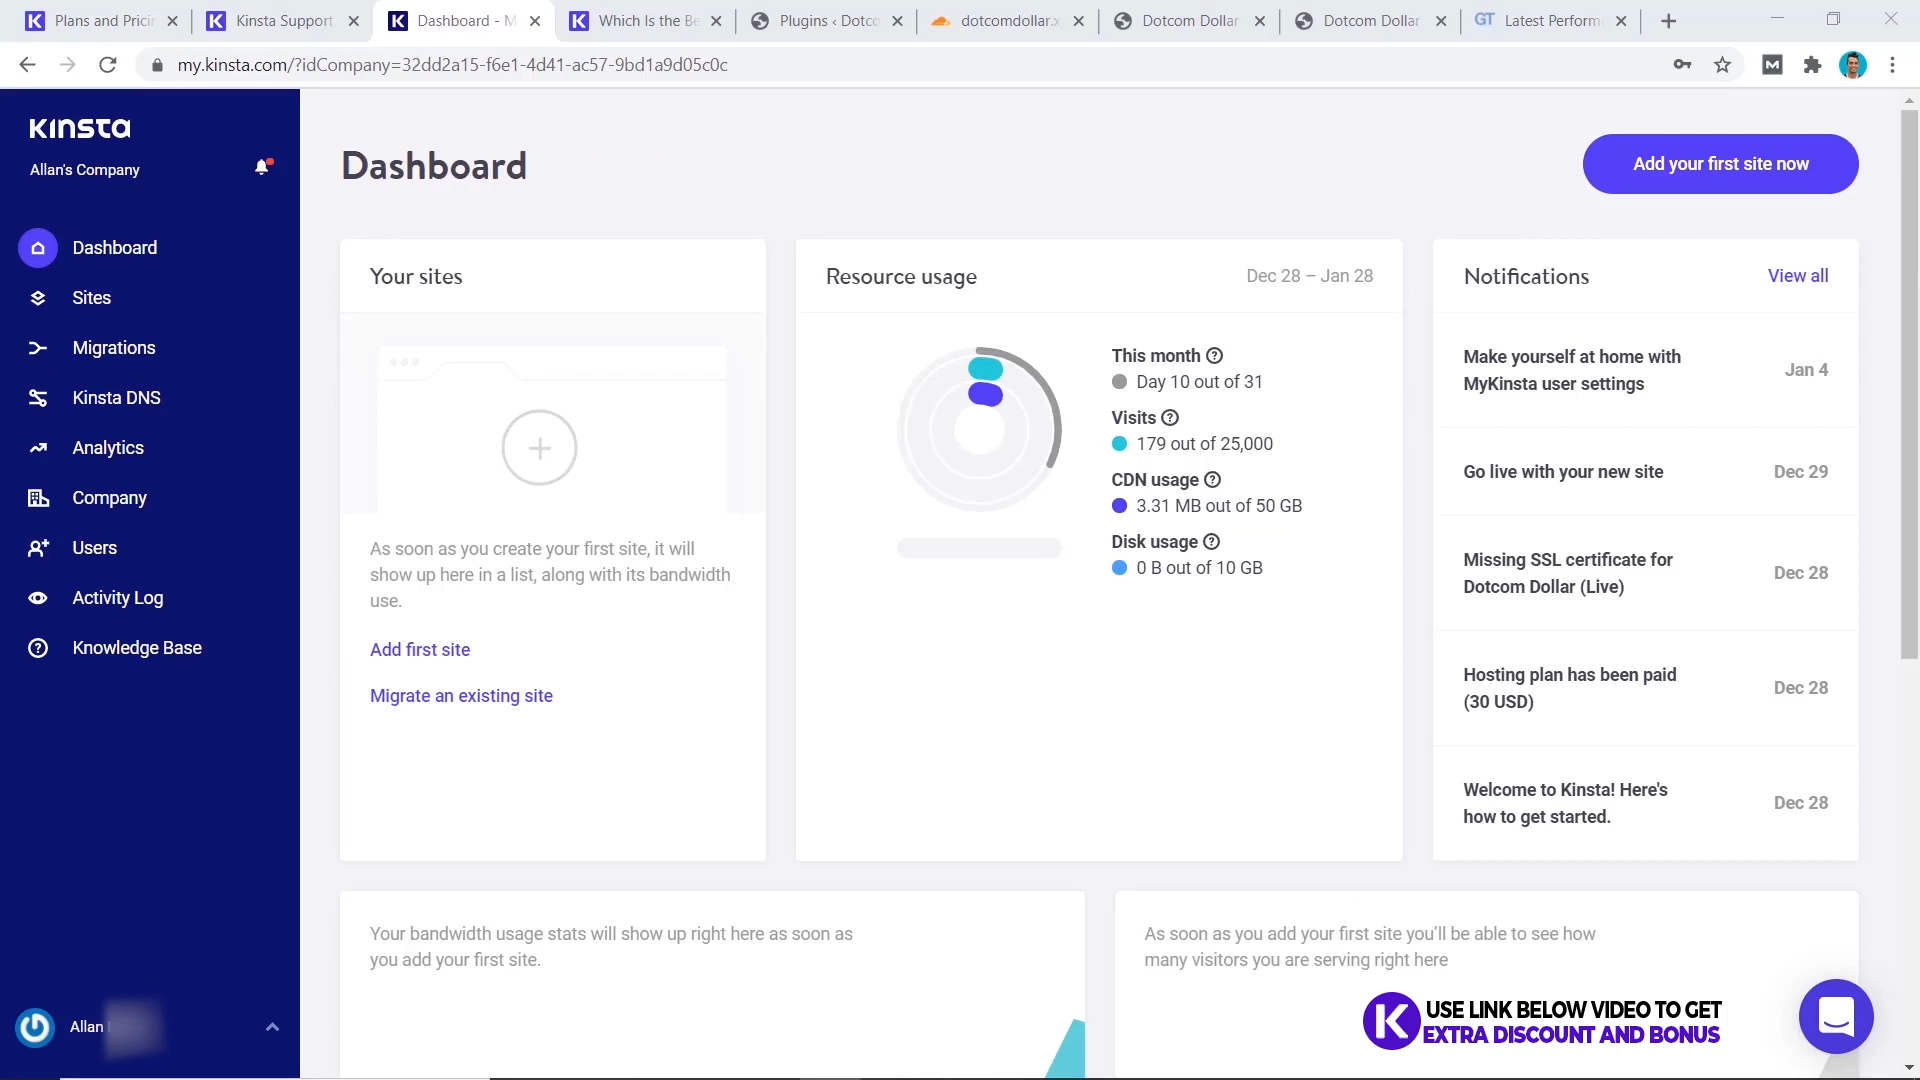 Plans and Pricin
Kinsta Support
Dashboard - M
Which Is the Be
Plugins ‹ Dotco
dotcomdollar.x
Dotcom Dollar
Dotcom Dollar
GT Latest Perform
my.kinsta.com/?idCompany=32dd2a15-f6e1-4d41-ac57-9bd1a9d05c0c
KINSTA
Allan's Company
Dashboard
Sites
Migrations
Kinsta DNS
Analytics
Company
Users
Activity Log
Knowledge Base
Allan
Dashboard
Add your first site now
Your sites
As soon as you create your first site, it will
show up here in a list, along with its bandwidth
use.
Add first site
Migrate an existing site
Resource usage
Dec 28 – Jan 28
This month
Day 10 out of 31
Visits
179 out of 25,000
CDN usage
3.31 MB out of 50 GB
Disk usage
0 B out of 10 GB
Notifications
View all
Make yourself at home with
MyKinsta user settings
Jan 4
Go live with your new site
Dec 29
Missing SSL certificate for
Dotcom Dollar (Live)
Dec 28
Hosting plan has been paid
(30 USD)
Dec 28
Welcome to Kinsta! Here's
how to get started.
Dec 28
Your bandwidth usage stats will show up right here as soon as
you add your first site.
As soon as you add your first site you’ll be able to see how
many visitors you are serving right here
K USE LINK BELOW VIDEO TO GET
EXTRA DISCOUNT AND BONUS